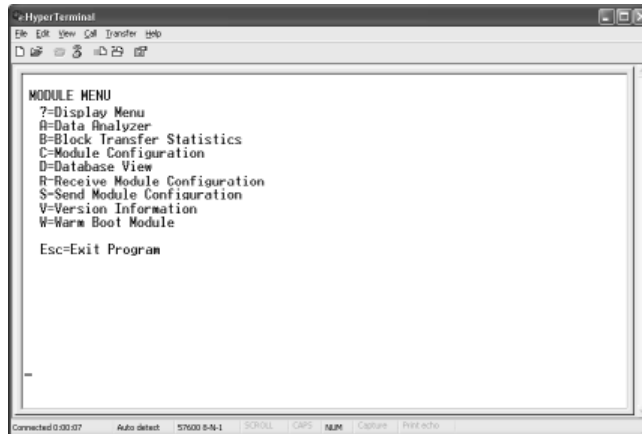 HyperTerminal
File Edit View Call Transfer Help
MODULE MENU
?=Display Menu
A=Data Analyzer
B=Block Transfer Statistics
C=Module Configuration
D=Database View
R=Receive Module Configuration
S=Send Module Configuration
V=Version Information
W=Warm Boot Module
Esc=Exit Program
Connected 0:00:07 Auto detect 57600 8-N-1 SCROLL CAPS NUM Capture Print echo